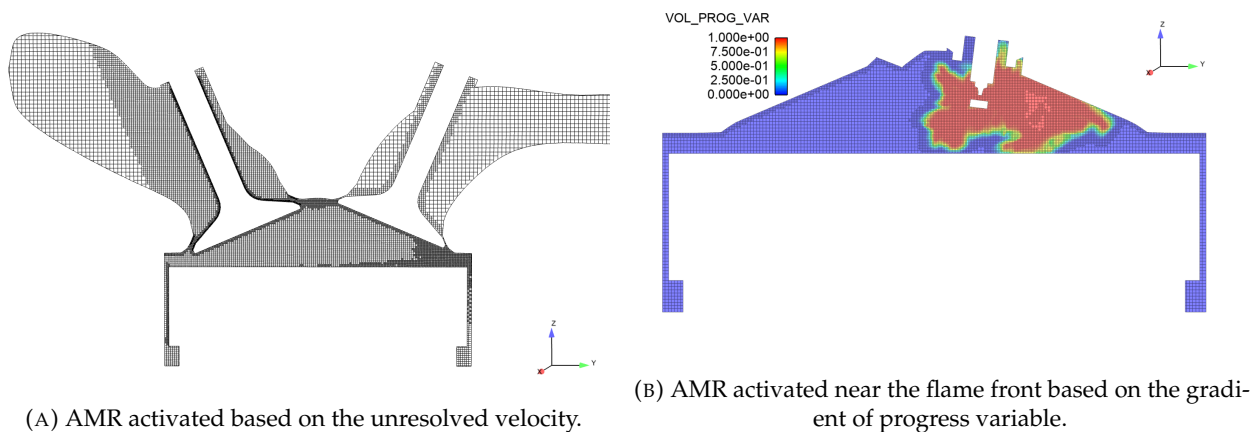 VOL_PROG_VAR
1.000e+00
7.500e-01
5.000e-01
2.500e-01
0.000e+00
Z
X
Y
Z
X
Y
(A) AMR activated based on the unresolved velocity.
(B) AMR activated near the flame front based on the gradi-
ent of progress variable.